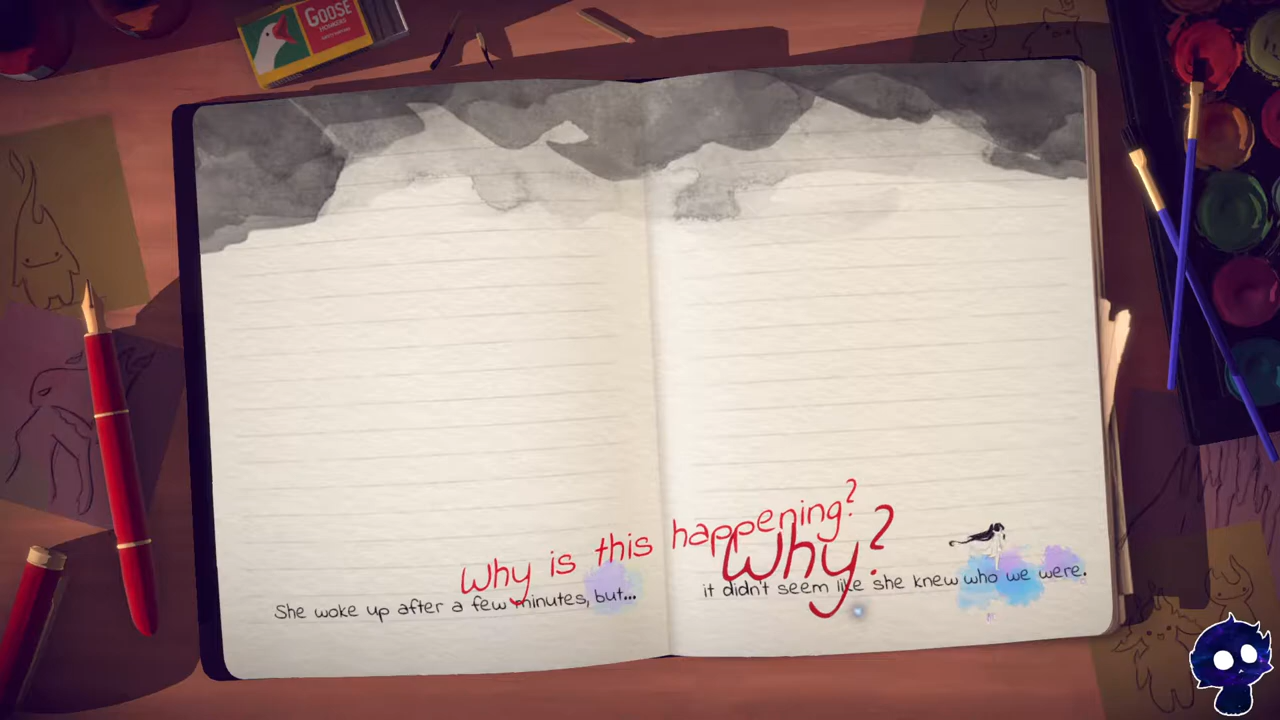 GOOSE
Why is this happening?
Why?
She woke up after a few minutes, but...
it didn't seem like she knew who we were.